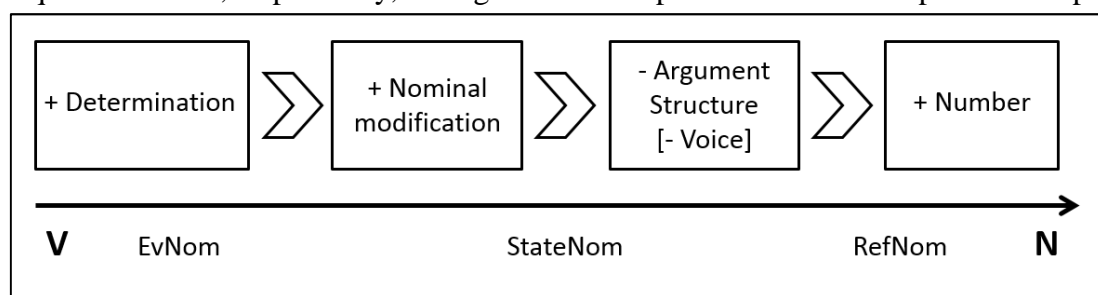 + Determination
+ Nominal
modification
- Argument
Structure
[- Voice]
+ Number
V EvNom StateNom RefNom N